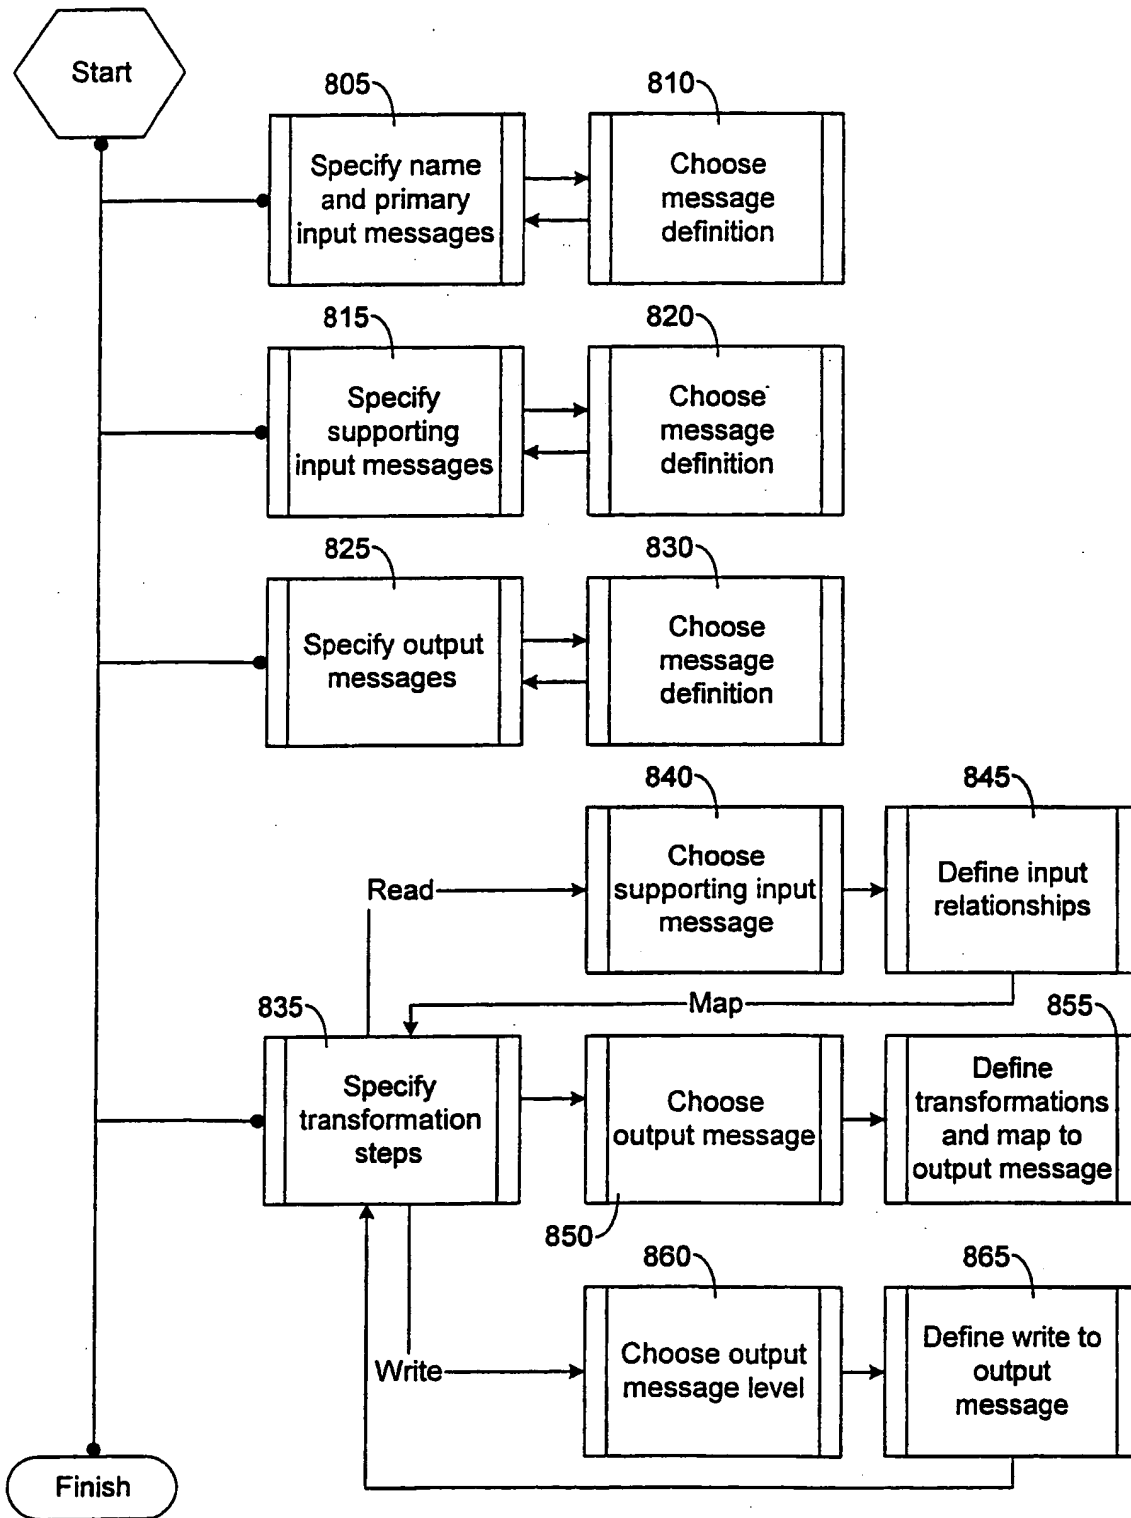 Start
805
810
Specify name
and primary
input messages
Choose
message
definition
815
820
Specify
supporting
input messages
Choose
message
definition
825
830
Specify output
messages
Choose
message
definition
840
845
Read
Choose
supporting input
message
Define input
relationships
Map
835
855
Specify
transformation
steps
Choose
output message
Define
transformations
and map to
output message
850
860
865
Write
Choose output
message level
Define write to
output
message
Finish